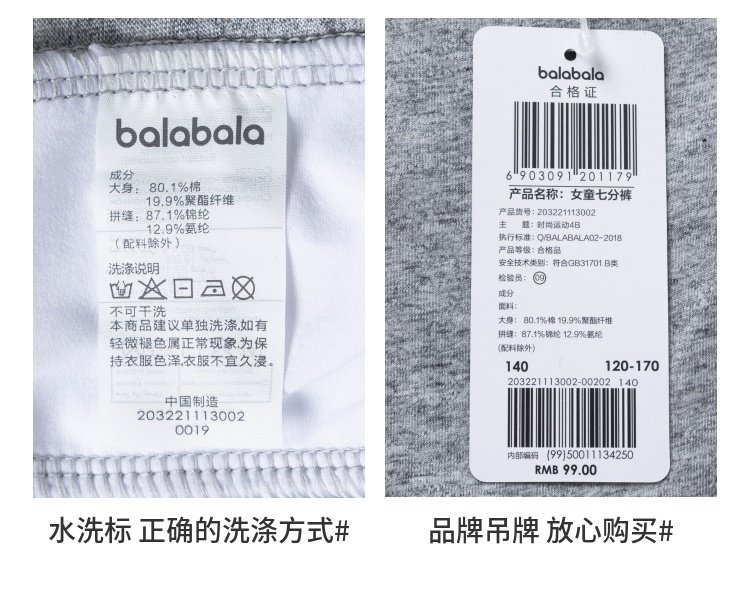 balabala
成分
大身：80.1%棉
19.9%聚酯纤维
拼缝：87.1%锦纶
12.9%氨纶
（配料除外）
洗涤说明
不可干洗
本商品建议单独洗涤,如有
轻微褪色属正常现象,为保
持衣服色泽,衣服不宜久浸。
中国制造
203221113002
0019
balabala
合格证
6 903091 201179
产品名称：女童七分裤
产品货号：203221113002
主　题：时尚运动4B
执行标准：Q/BALABALA02-2018
产品等级：合格品
安全技术类别：符合GB31701 B类
检验员：09
成分
面料：
大身： 80.1%棉 19.9%聚酯纤维
拼缝：87.1%锦纶 12.9%氨纶
(配料除外)
140 120-170
203221113002-00202 140
内部编码 (99)50011134250
RMB 99.00
水洗标 正确的洗涤方式#
品牌吊牌 放心购买#